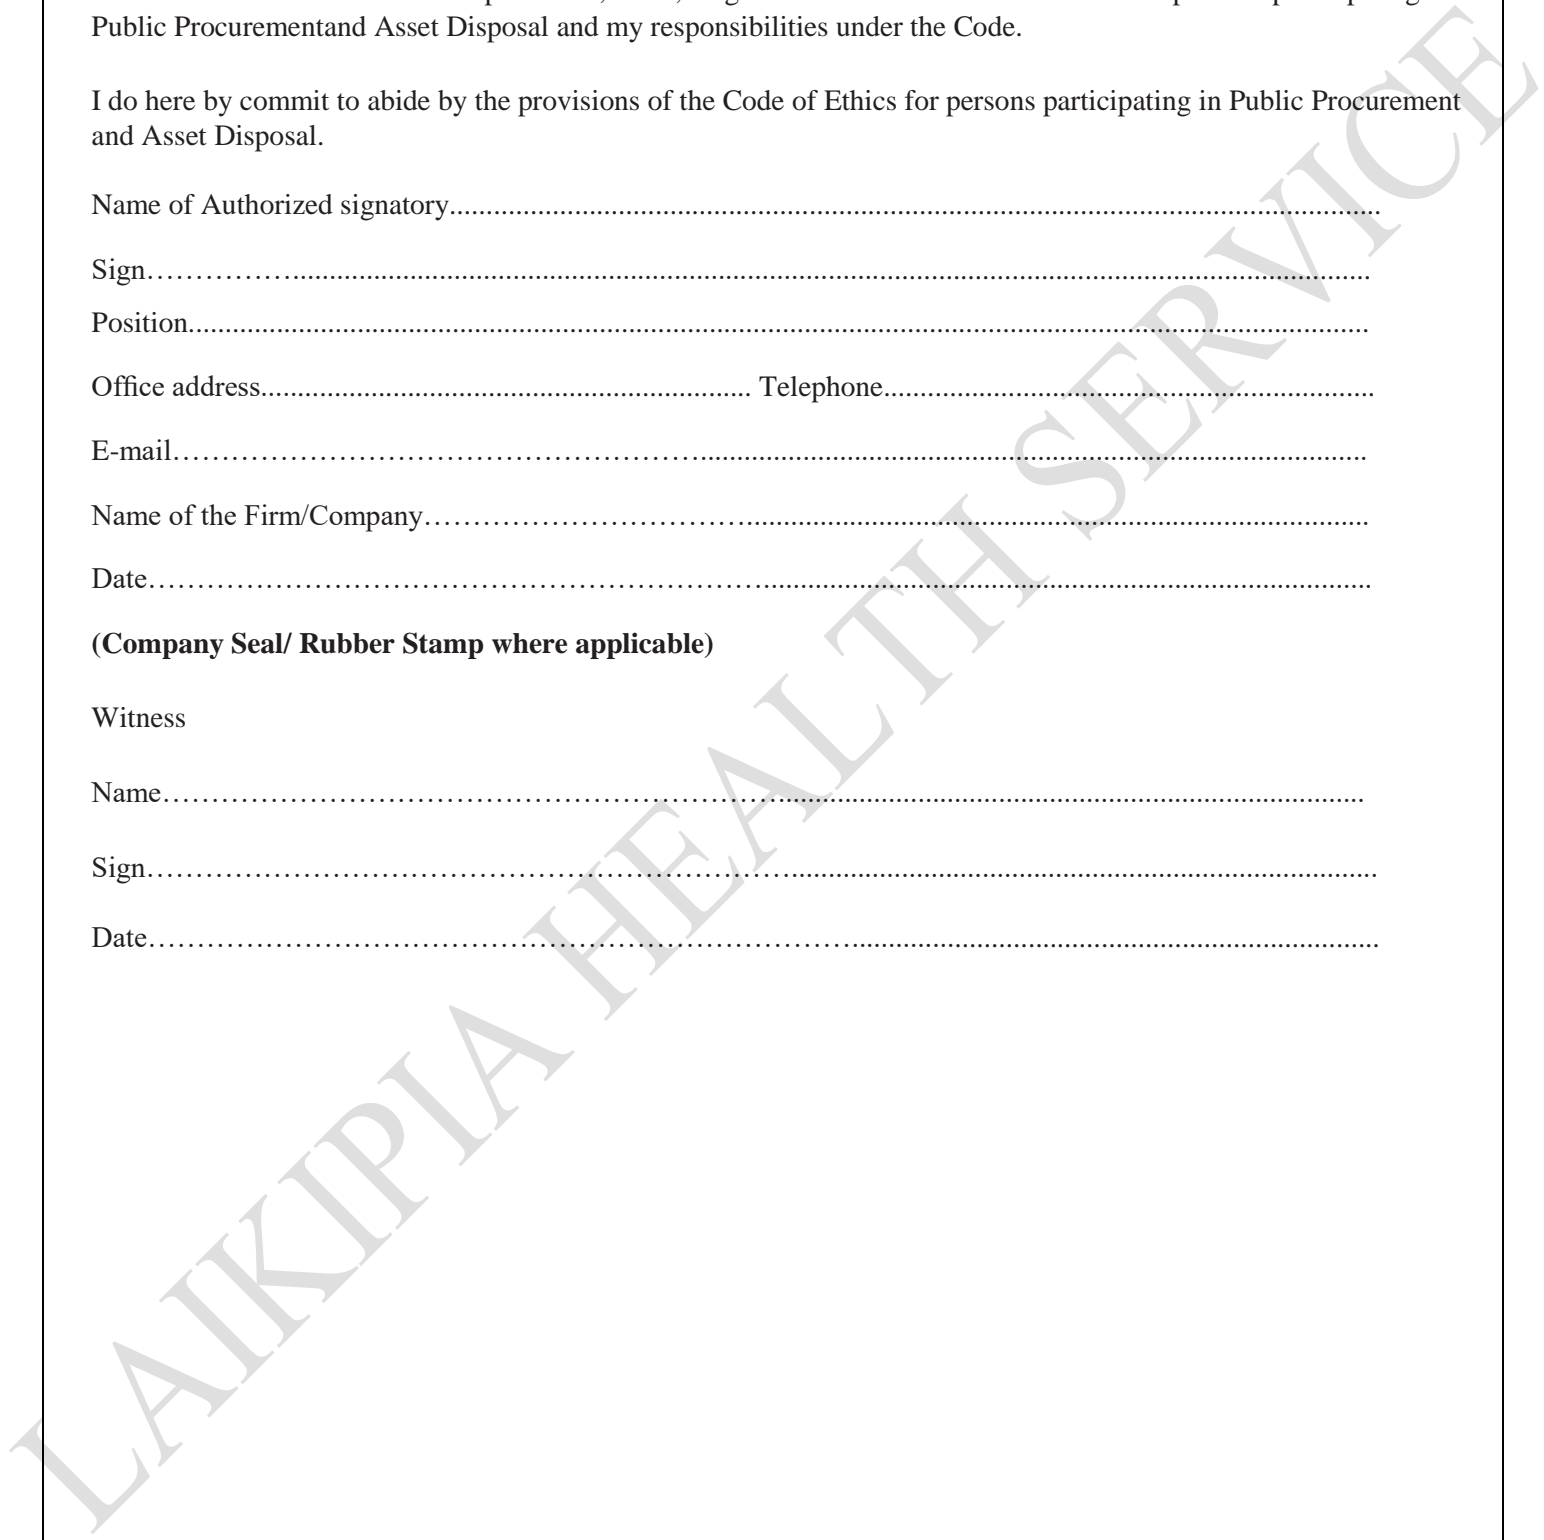 Public Procurementand Asset Disposal and my responsibilities under the Code.
I do here by commit to abide by the provisions of the Code of Ethics for persons participating in Public Procurement
and Asset Disposal.
Name of Authorized signatory...............................................................................................................................
Sign……………...................................................................................................................................................
Position................................................................................................................................................................
Office address.................................................................. Telephone..................................................................
E-mail………………………………………………..........................................................................................
Name of the Firm/Company……………………………....................................................................................
Date………………………………………………………..................................................................................
(Company Seal/ Rubber Stamp where applicable)
Witness
Name………………………………………………………...............................................................................
Sign…………………………………………………………...............................................................................
Date………………………………………………………………......................................................................
LAIKIPIA HEALTH SERVICE